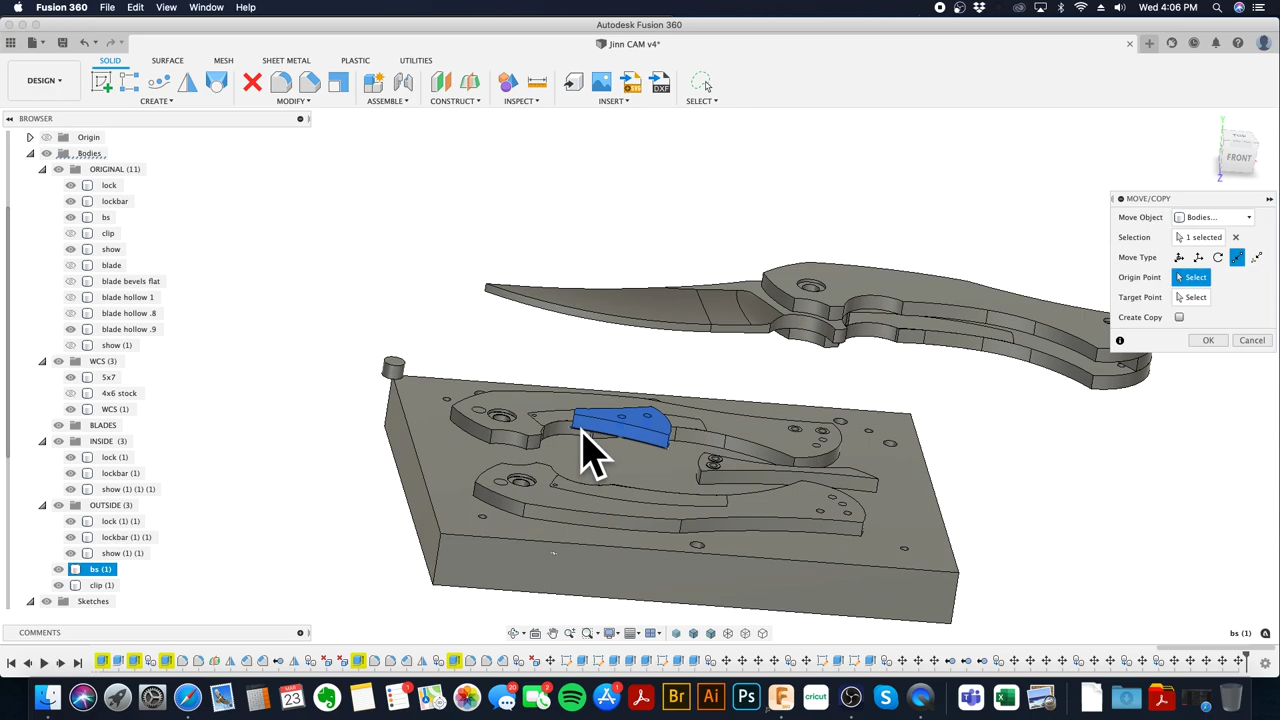 Fusion 360 File Edit View Window Help Wed 4:06 PM
Autodesk Fusion 360
Jinn CAM v4*
SOLID SURFACE MESH SHEET METAL PLASTIC UTILITIES
DESIGN
CREATE MODIFY ASSEMBLE CONSTRUCT INSPECT INSERT SELECT
BROWSER
Origin
Bodies
ORIGINAL (11)
lock
lockbar
bs
clip
show
blade
blade bevels flat
blade hollow 1
blade hollow .8
blade hollow .9
show (1)
WCS (3)
5x7
4x6 stock
WCS (1)
BLADES
INSIDE (3)
lock (1)
lockbar (1)
show (1) (1) (1)
OUTSIDE (3)
lock (1) (1)
lockbar (1) (1)
show (1) (1)
bs (1)
clip (1)
Sketches
TOP
FRONT
Y
Z
MOVE/COPY
Move Object Bodies...
Selection 1 selected
Move Type
Origin Point Select
Target Point Select
Create Copy
OK Cancel
COMMENTS
bs (1)